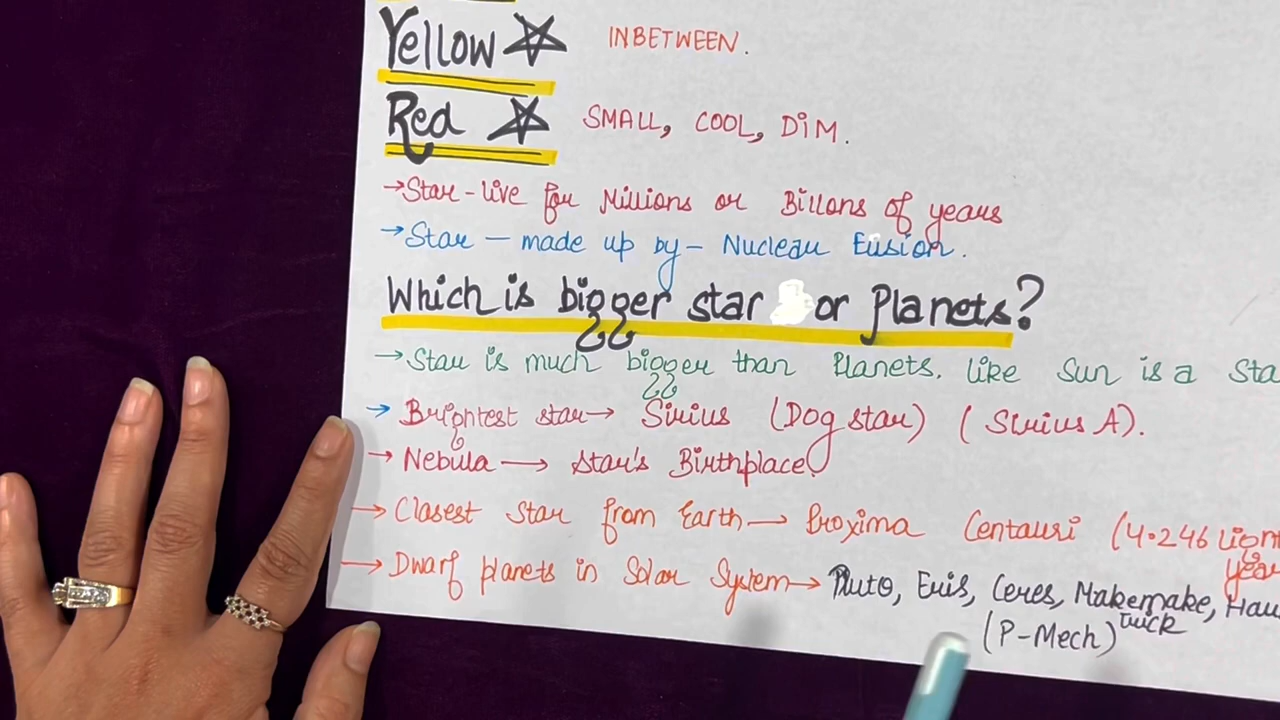 Yellow ☆ INBETWEEN.
Red ☆ SMALL, COOL, DIM.
→Star-live for Millions or Billons of years
→Star — made up by – Nuclear Fusion.
Which is bigger star or Planets?
→Star is much bigger than Planets. like Sun is a Sta
→ Brightest star→ Sirius (Dog star) (Sirius A).
→ Nebula → Star's Birthplace.
→ Closest Star from Earth→ Proxima Centauri (4.246 Light
year
→ Dwarf planets in Solar System→ Pluto, Eris, Ceres, Makemake, Hau
(P-Mech) trick